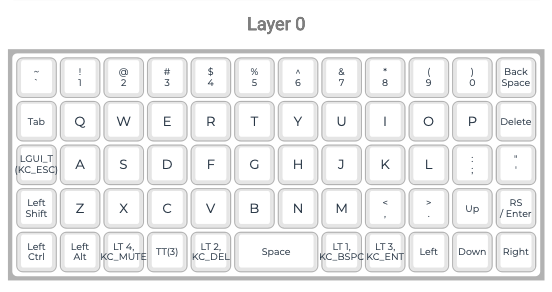 Layer 0
~ ! @ # $ % ^ & * ( ) Back
` 1 2 3 4 5 6 7 8 9 0 Space
Tab Q W E R T Y U I O P Delete
LGUI_T A S D F G H J K L : "
(KC_ESC) ; '
Left Z X C V B N M < > Up RS
Shift , . / Enter
Left Left LT 4, TT(3) LT 2, Space LT 1, LT 3, Left Down Right
Ctrl Alt KC_MUTE KC_DEL KC_BSPC KC_ENT